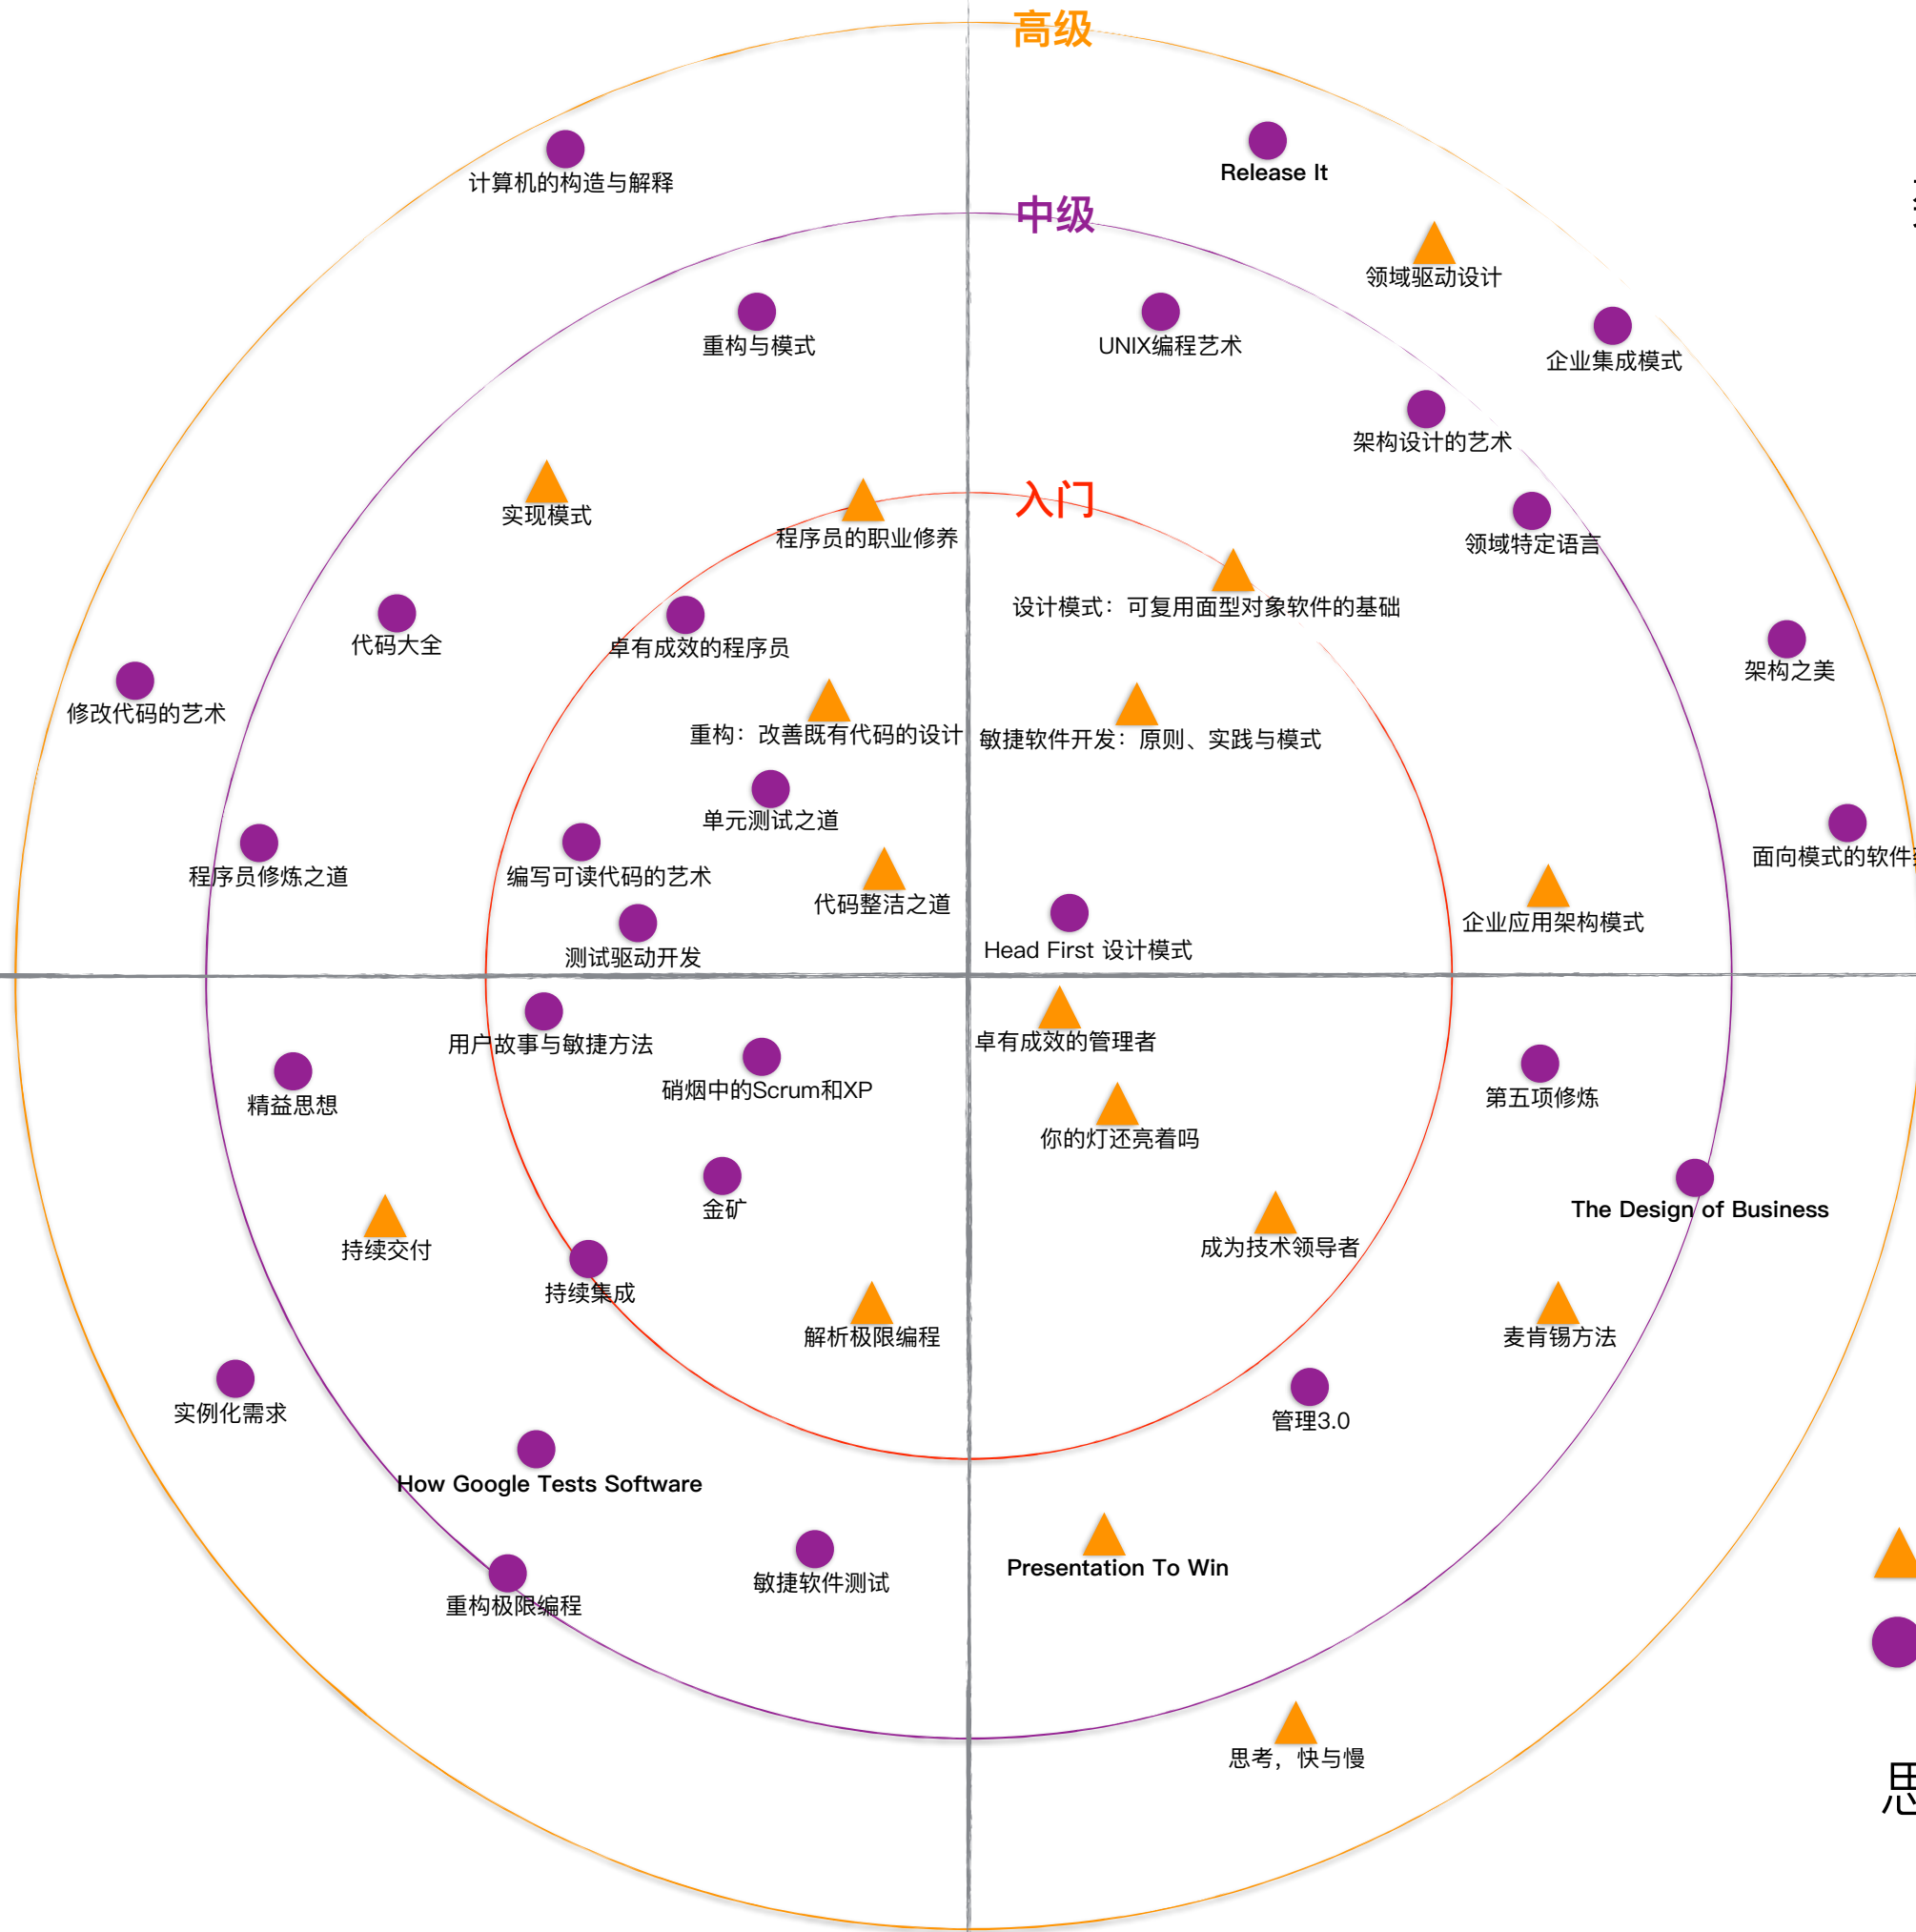 高级
计算机的构造与解释
Release It
中级
领域驱动设计
重构与模式
UNIX编程艺术
企业集成模式
架构设计的艺术
入门
实现模式
程序员的职业修养
领域特定语言
设计模式：可复用面型对象软件的基础
代码大全
卓有成效的程序员
架构之美
修改代码的艺术
重构：改善既有代码的设计
敏捷软件开发：原则、实践与模式
单元测试之道
面向模式的软件
程序员修炼之道
编写可读代码的艺术
代码整洁之道
企业应用架构模式
测试驱动开发
Head First 设计模式
用户故事与敏捷方法
卓有成效的管理者
硝烟中的Scrum和XP
精益思想
第五项修炼
你的灯还亮着吗
金矿
The Design of Business
持续交付
成为技术领导者
持续集成
解析极限编程
麦肯锡方法
实例化需求
管理3.0
How Google Tests Software
Presentation To Win
敏捷软件测试
重构极限编程
思考，快与慢
思